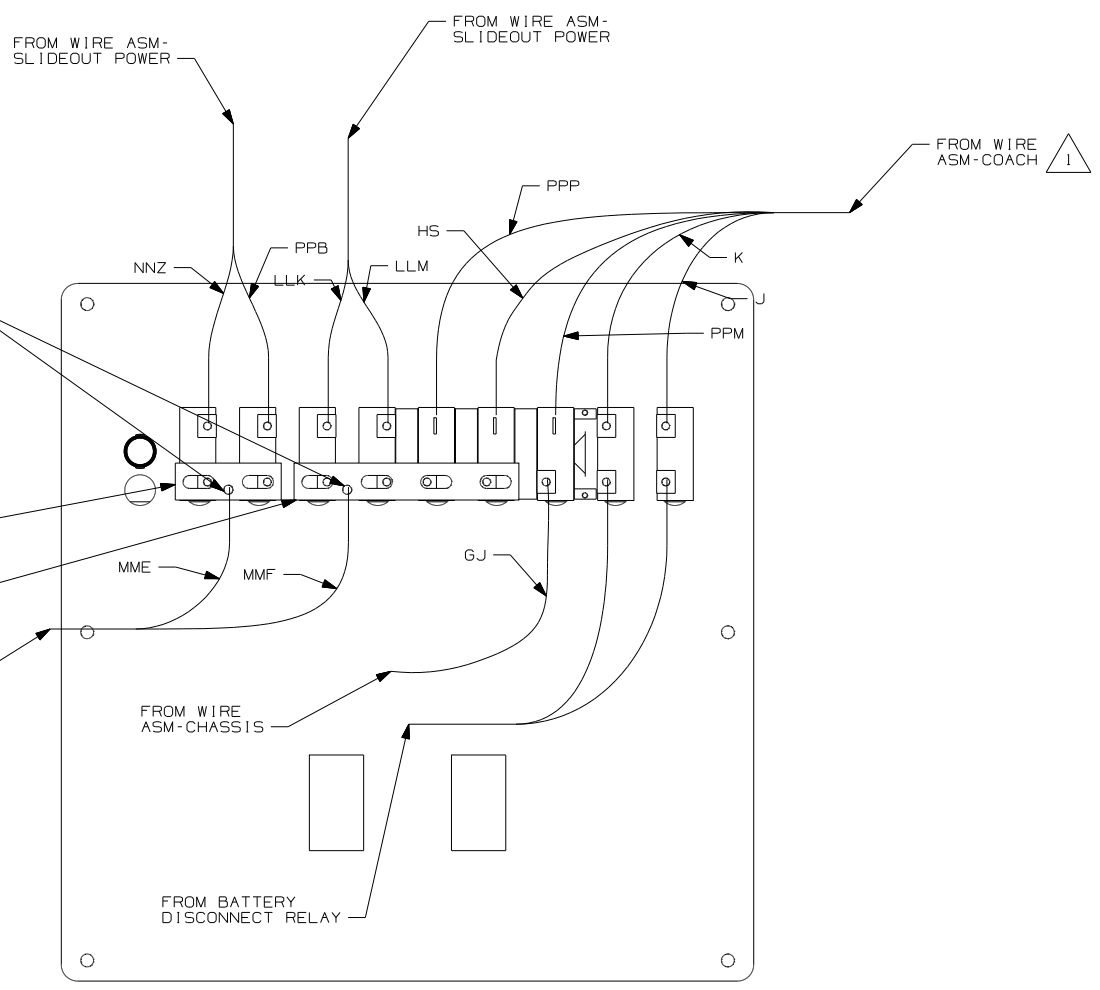 FROM WIRE ASM-
SLIDEOUT POWER
FROM WIRE ASM-
SLIDEOUT POWER
FROM WIRE
ASM-COACH
1
PPP
HS
K
PPB
NNZ
LLK
LLM
J
PPM
GJ
MME
MMF
FROM WIRE
ASM-CHASSIS
FROM BATTERY
DISCONNECT RELAY